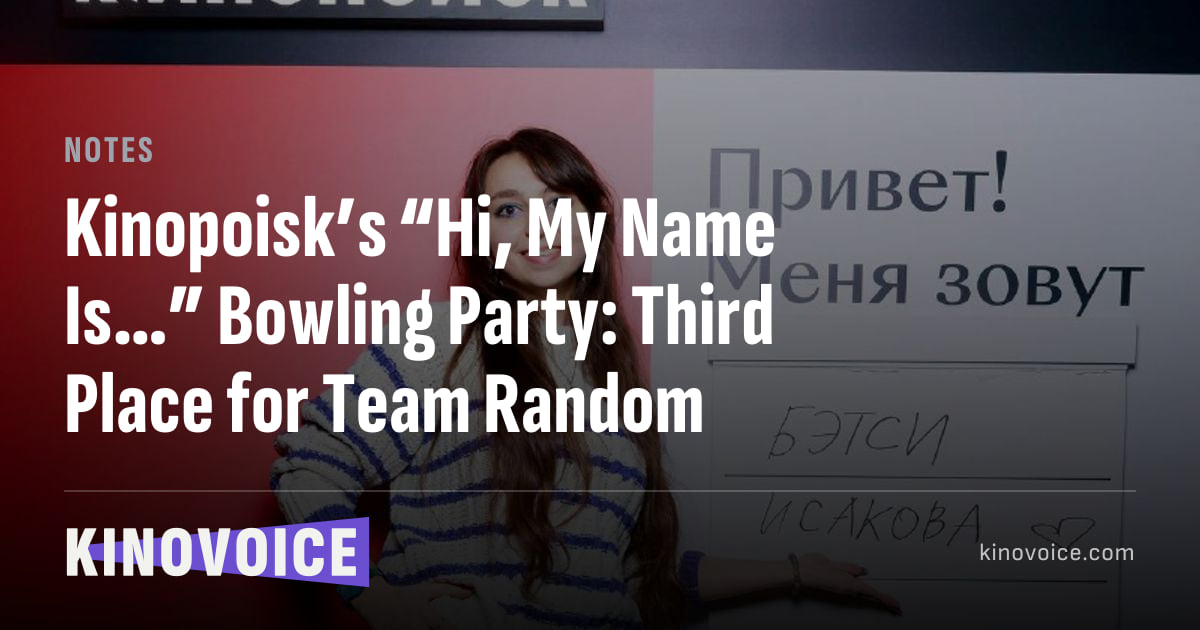 КИНОПОИСК
NOTES
Kinopoisk’s “Hi, My Name
Is…” Bowling Party: Third
Place for Team Random
Привет!
Меня зовут
БЭТСИ
ИСАКОВА
KINOVOICE
kinovoice.com